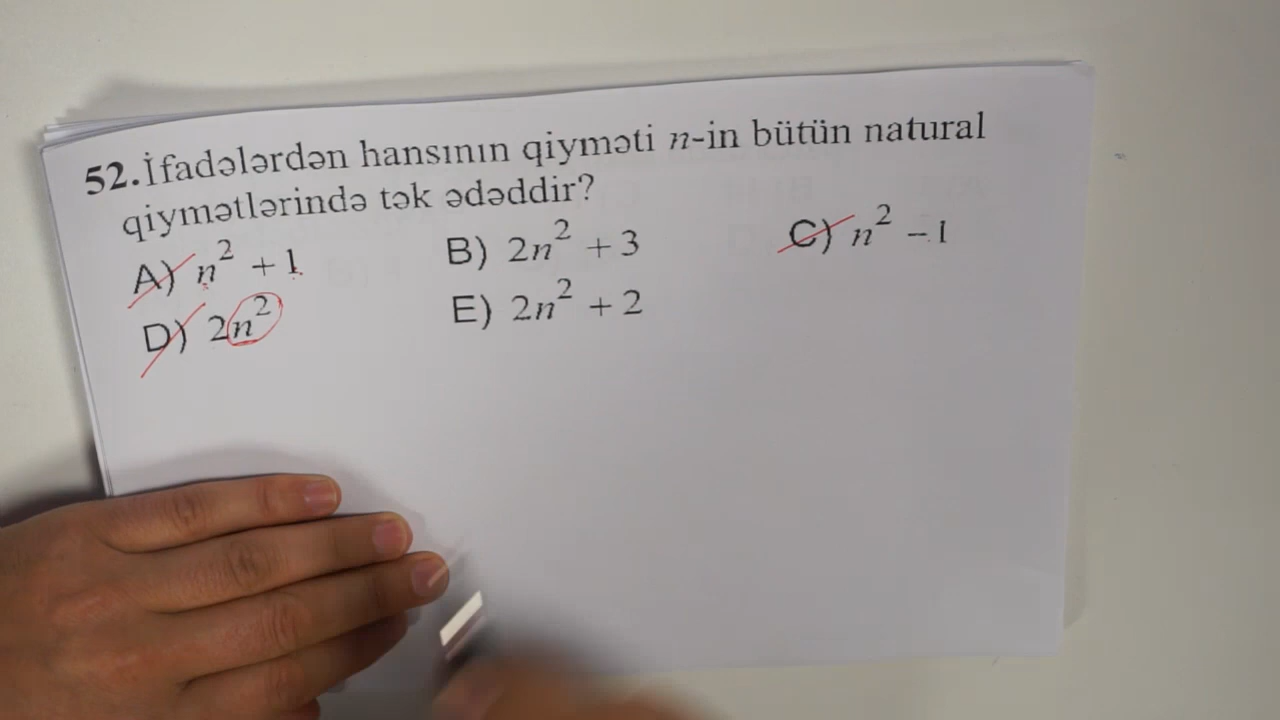 52. İfadələrdən hansının qiyməti n-in bütün natural
qiymətlərində tək ədəddir?
A) n² + 1 B) 2n² + 3 C) n² − 1
D) 2n² E) 2n² + 2